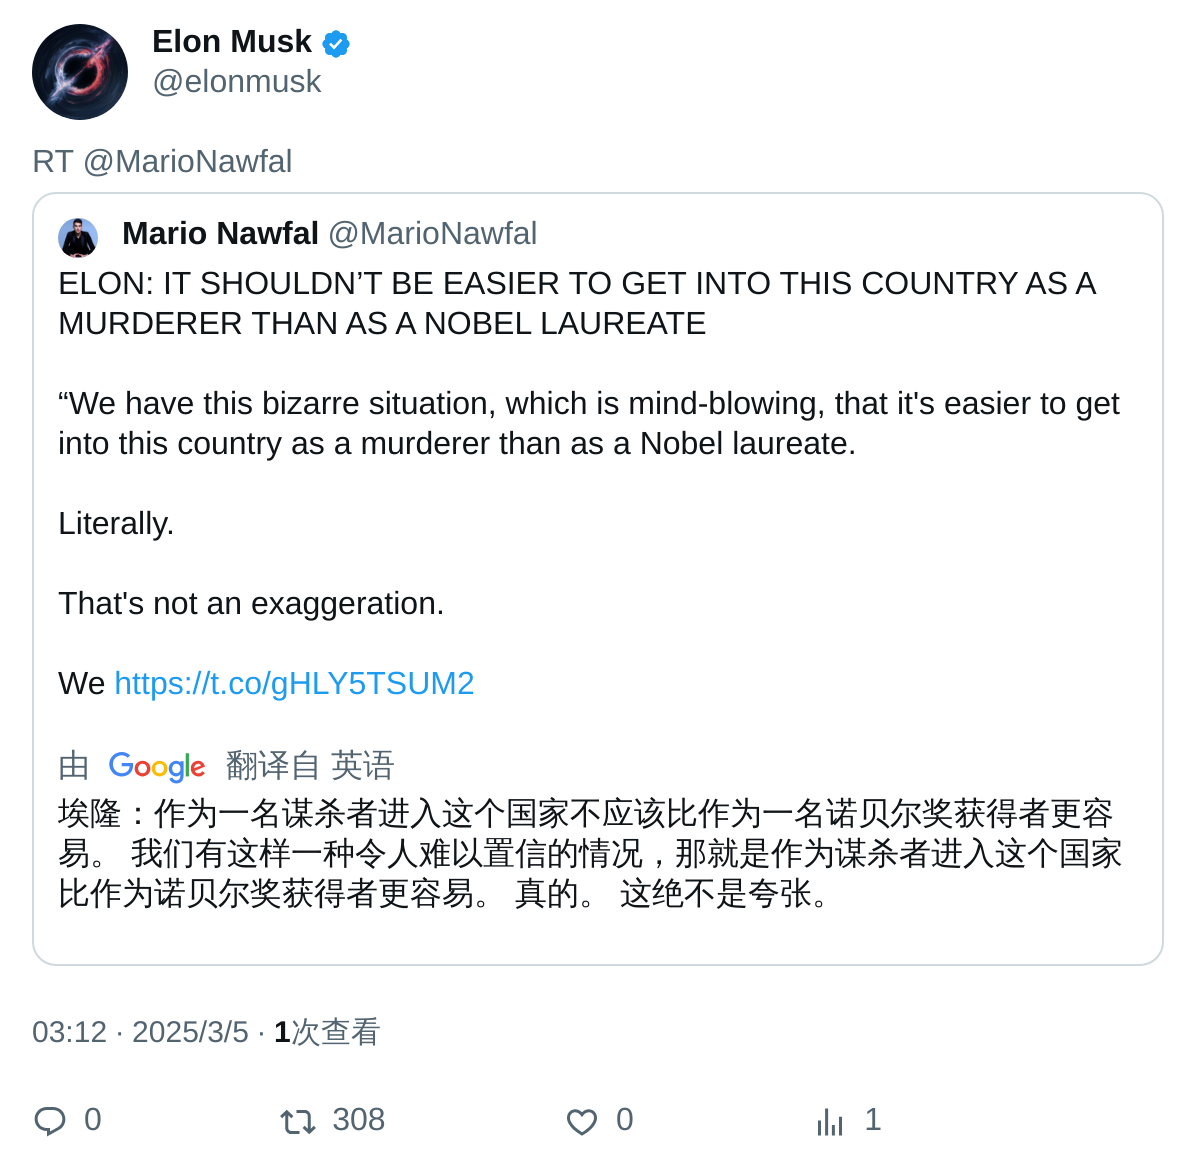 Elon Musk
@elonmusk
RT @MarioNawfal
Mario Nawfal @MarioNawfal
ELON: IT SHOULDN’T BE EASIER TO GET INTO THIS COUNTRY AS A
MURDERER THAN AS A NOBEL LAUREATE
“We have this bizarre situation, which is mind-blowing, that it's easier to get
into this country as a murderer than as a Nobel laureate.
Literally.
That's not an exaggeration.
We https://t.co/gHLY5TSUM2
由 Google 翻译自 英语
埃隆：作为一名谋杀者进入这个国家不应该比作为一名诺贝尔奖获得者更容
易。 我们有这样一种令人难以置信的情况，那就是作为谋杀者进入这个国家
比作为诺贝尔奖获得者更容易。 真的。 这绝不是夸张。
03:12 · 2025/3/5 · 1次查看
0 308 0 1